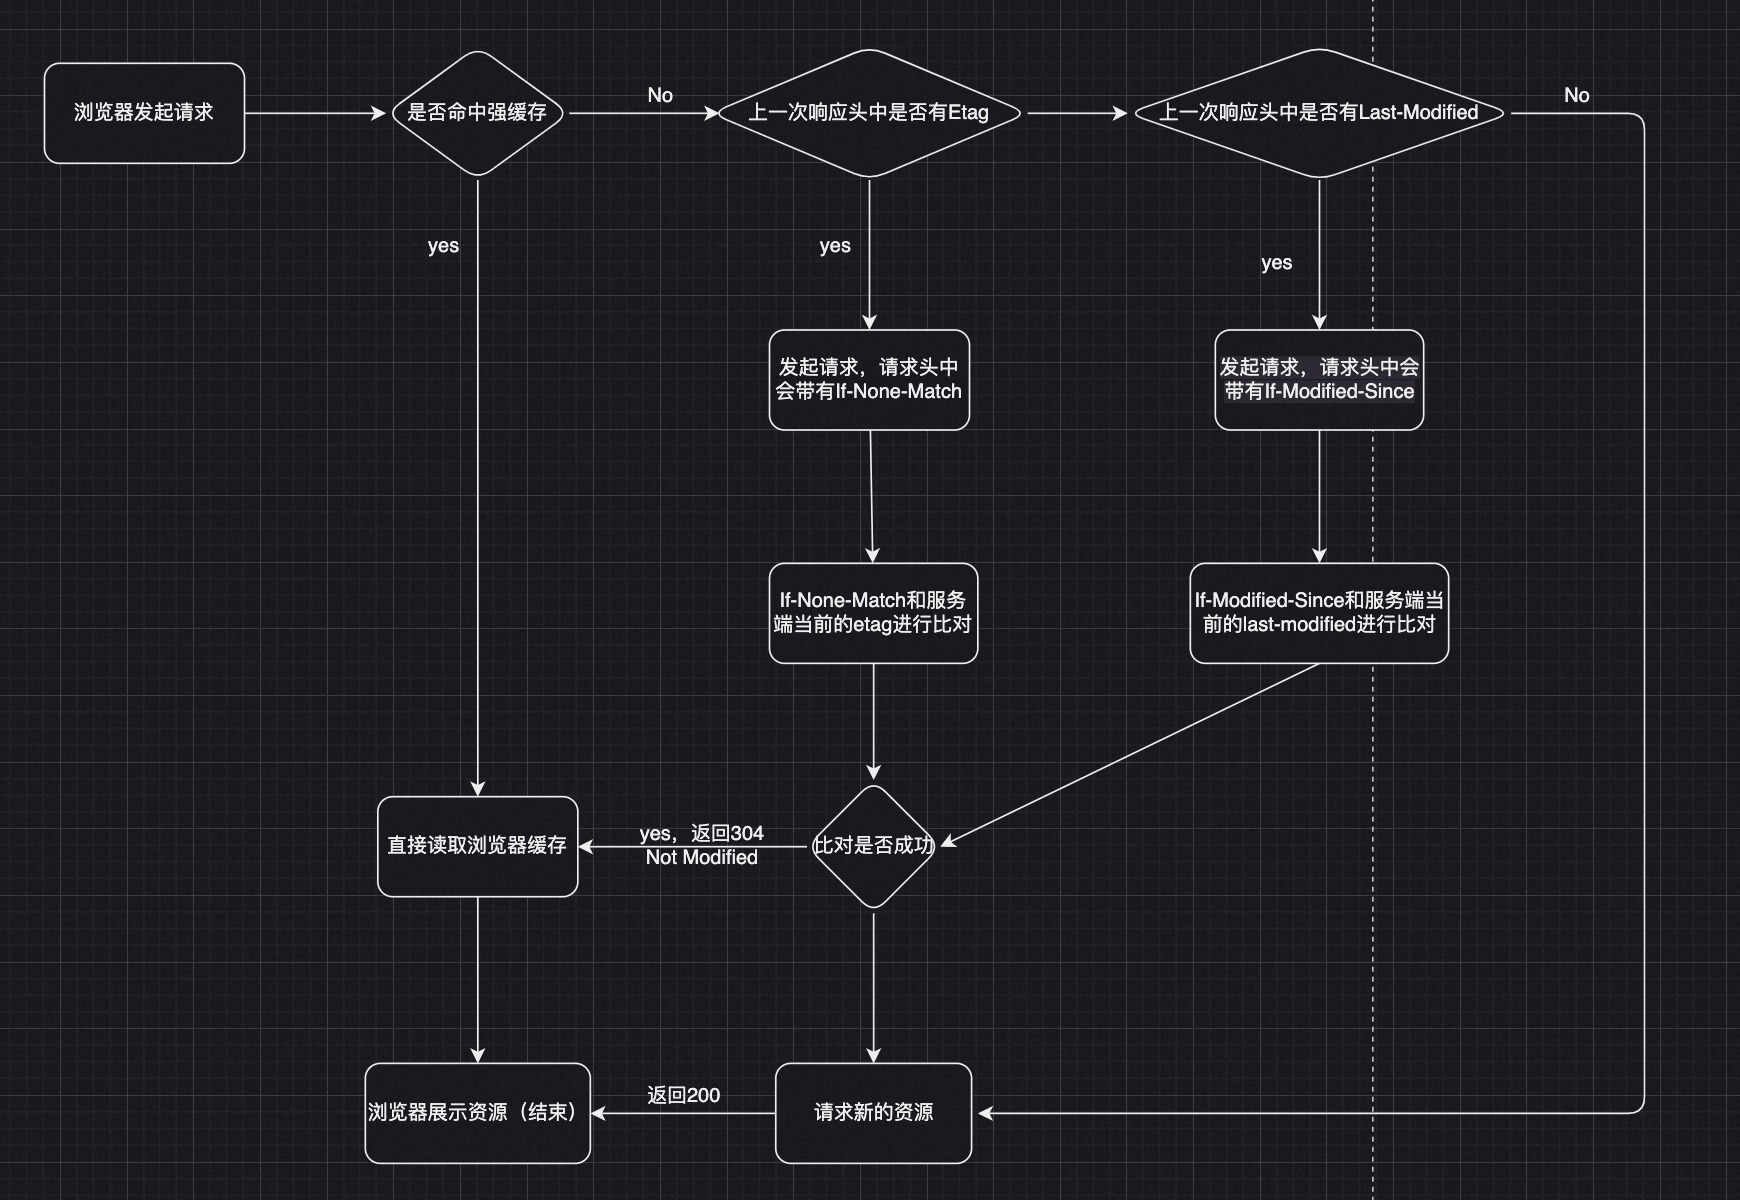 浏览器发起请求
是否命中强缓存
No
上一次响应头中是否有Etag
上一次响应头中是否有Last-Modified
No
yes
yes
yes
发起请求，请求头中
会带有If-None-Match
发起请求，请求头中会
带有If-Modified-Since
If-None-Match和服务
端当前的etag进行比对
If-Modified-Since和服务端当
前的last-modified进行比对
直接读取浏览器缓存
yes，返回304
Not Modified
比对是否成功
浏览器展示资源（结束）
返回200
请求新的资源